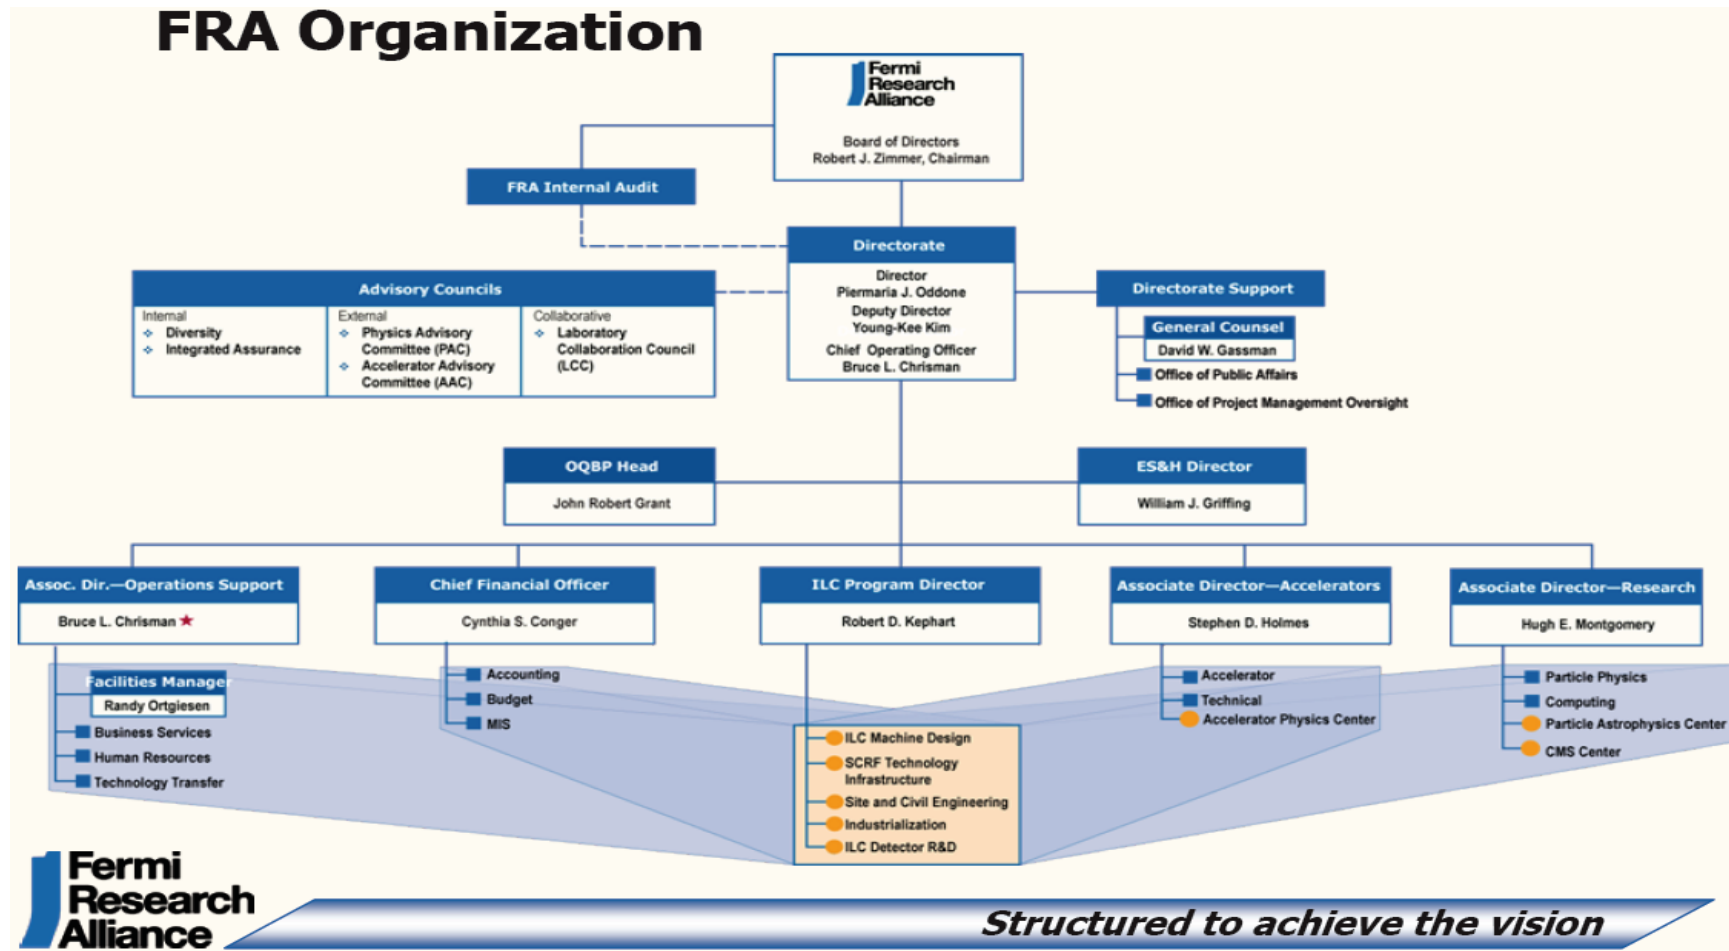 FRA Organization
Fermi
Research
Alliance
Board of Directors
Robert J. Zimmer, Chairman
FRA Internal Audit
Directorate
Director
Piermaria J. Oddone
Deputy Director
Young-Kee Kim
Chief Operating Officer
Bruce L. Chrisman
Advisory Councils
Internal
Diversity
Integrated Assurance
External
Physics Advisory
Committee (PAC)
Accelerator Advisory
Committee (AAC)
Collaborative
Laboratory
Collaboration Council
(LCC)
Directorate Support
General Counsel
David W. Gassman
Office of Public Affairs
Office of Project Management Oversight
OQBP Head
John Robert Grant
ES&H Director
William J. Griffing
Assoc. Dir.—Operations Support
Bruce L. Chrisman
Facilities Manager
Randy Ortgiesen
Business Services
Human Resources
Technology Transfer
Chief Financial Officer
Cynthia S. Conger
Accounting
Budget
MIS
ILC Program Director
Robert D. Kephart
ILC Machine Design
SCRF Technology
Infrastructure
Site and Civil Engineering
Industrialization
ILC Detector R&D
Associate Director—Accelerators
Stephen D. Holmes
Accelerator
Technical
Accelerator Physics Center
Associate Director—Research
Hugh E. Montgomery
Particle Physics
Computing
Particle Astrophysics Center
CMS Center
Fermi
Research
Alliance
Structured to achieve the vision